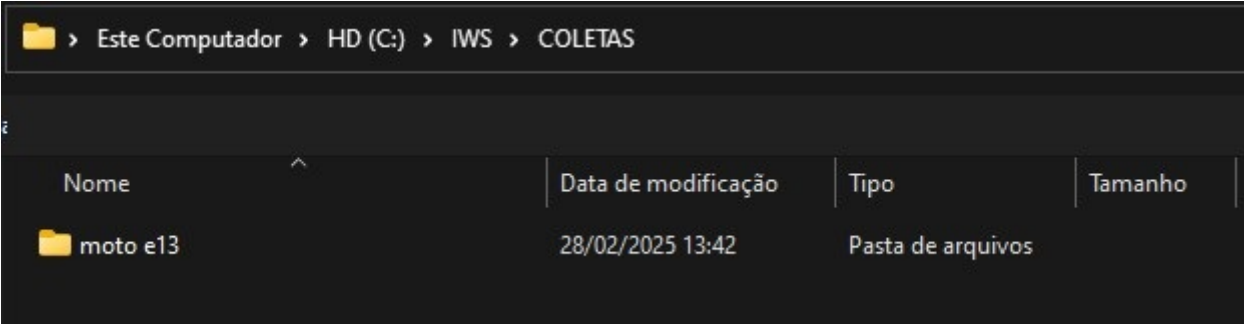 Este Computador > HD (C:) > IWS > COLETAS
Nome Data de modificação Tipo Tamanho
moto e13 28/02/2025 13:42 Pasta de arquivos